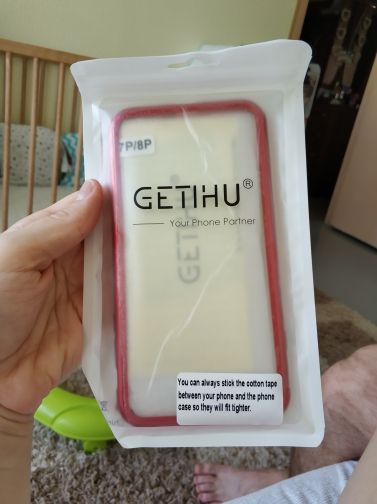 7P/8P
GETIHU®
Your Phone Partner
GETIHU
You can always stick the cotton tape
between your phone and the phone
case so they will fit tighter.